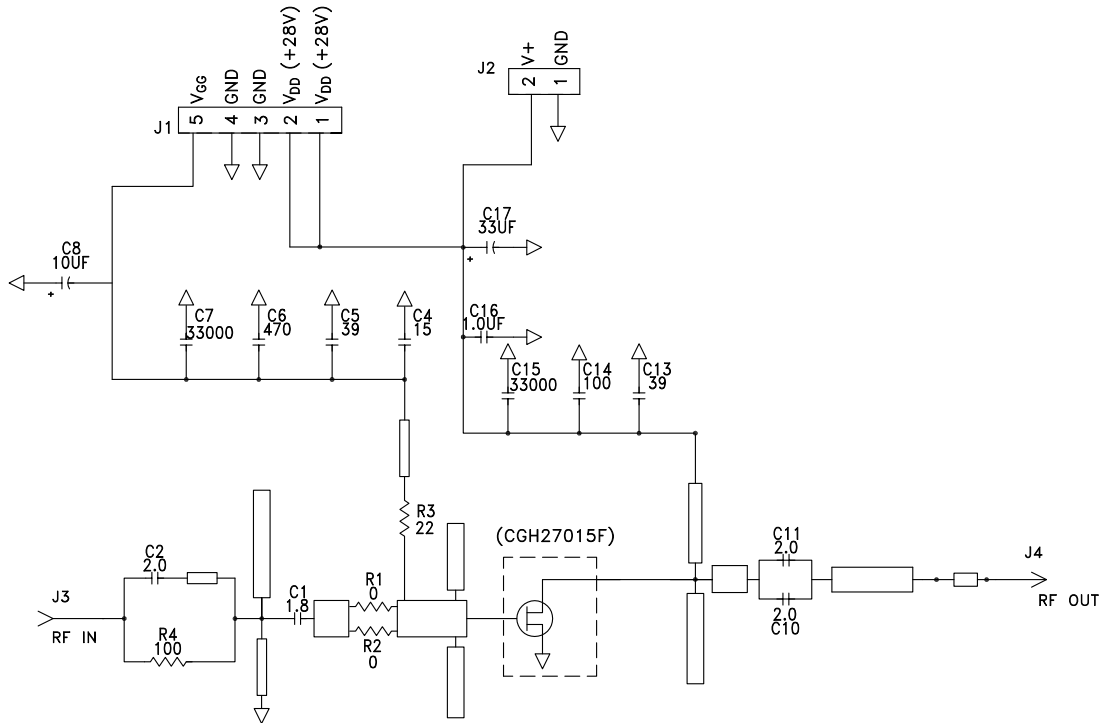 VGG
GND
GND
VDD (+28V)
VDD (+28V)
J1
5
4
3
2
1
J2
V+
GND
2
1
C17
33UF
+
C8
10UF
+
C7
33000
C6
470
C5
39
C4
15
C16
1.0UF
C15
33000
C14
100
C13
39
R3
22
(CGH27015F)
C2
2.0
J3
RF IN
R4
100
C1
1.8
R1
0
R2
0
C11
2.0
2.0
C10
J4
RF OUT